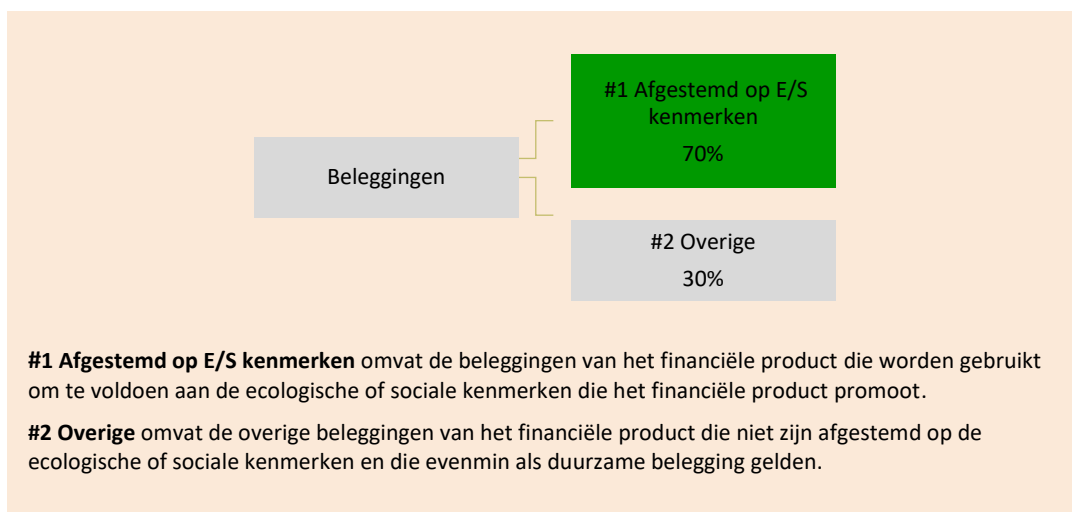 #1 Afgestemd op E/S
kenmerken
70%
Beleggingen
#2 Overige
30%
#1 Afgestemd op E/S kenmerken omvat de beleggingen van het financiële product die worden gebruikt
om te voldoen aan de ecologische of sociale kenmerken die het financiële product promoot.
#2 Overige omvat de overige beleggingen van het financiële product die niet zijn afgestemd op de
ecologische of sociale kenmerken en die evenmin als duurzame belegging gelden.